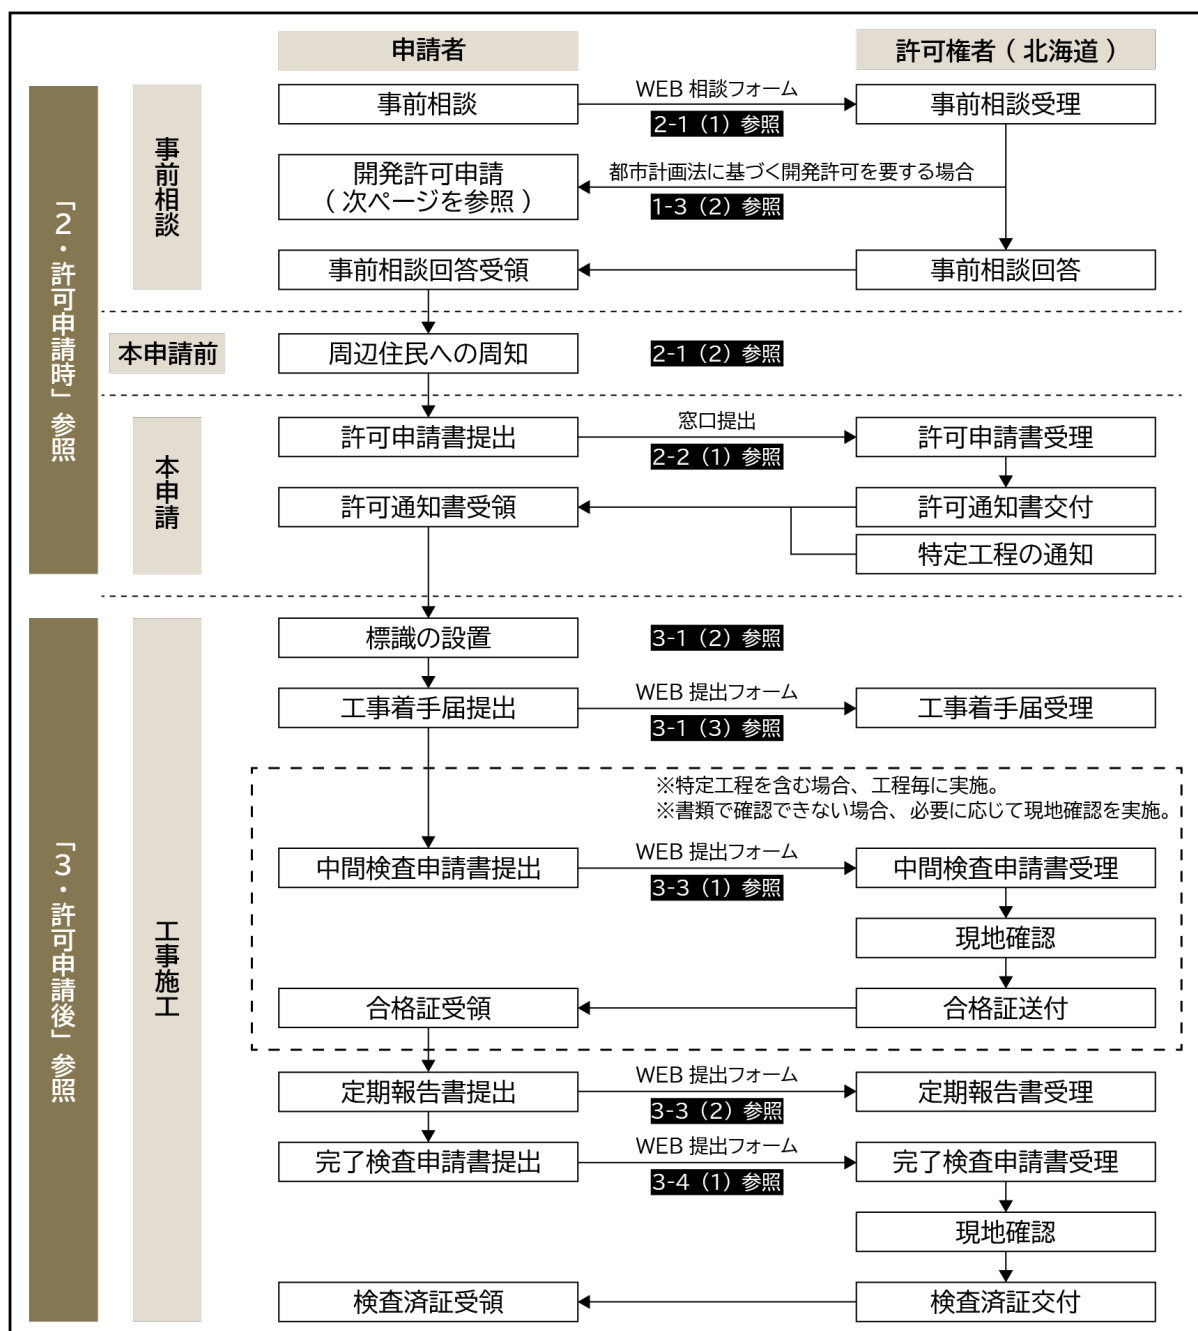 申請者
許可権者（北海道）
「2・許可申請時」参照
事前相談
事前相談
WEB 相談フォーム
2-1（1）参照
事前相談受理
開発許可申請
（次ページを参照）
都市計画法に基づく開発許可を要する場合
1-3（2）参照
事前相談回答受領
事前相談回答
本申請前
周辺住民への周知
2-1（2）参照
本申請
許可申請書提出
窓口提出
2-2（1）参照
許可申請書受理
許可通知書受領
許可通知書交付
特定工程の通知
「3・許可申請後」参照
工事施工
標識の設置
3-1（2）参照
工事着手届提出
WEB 提出フォーム
3-1（3）参照
工事着手届受理
※特定工程を含む場合、工程毎に実施。
※書類で確認できない場合、必要に応じて現地確認を実施。
中間検査申請書提出
WEB 提出フォーム
3-3（1）参照
中間検査申請書受理
現地確認
合格証受領
合格証送付
定期報告書提出
WEB 提出フォーム
3-3（2）参照
定期報告書受理
完了検査申請書提出
WEB 提出フォーム
3-4（1）参照
完了検査申請書受理
現地確認
検査済証受領
検査済証交付